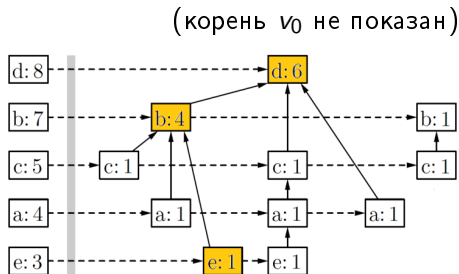 (корень v₀ не показан)
d: 8 d: 6
b: 7 b: 4 b: 1
c: 5 c: 1 c: 1 c: 1
a: 4 a: 1 a: 1 a: 1
e: 3 e: 1 e: 1